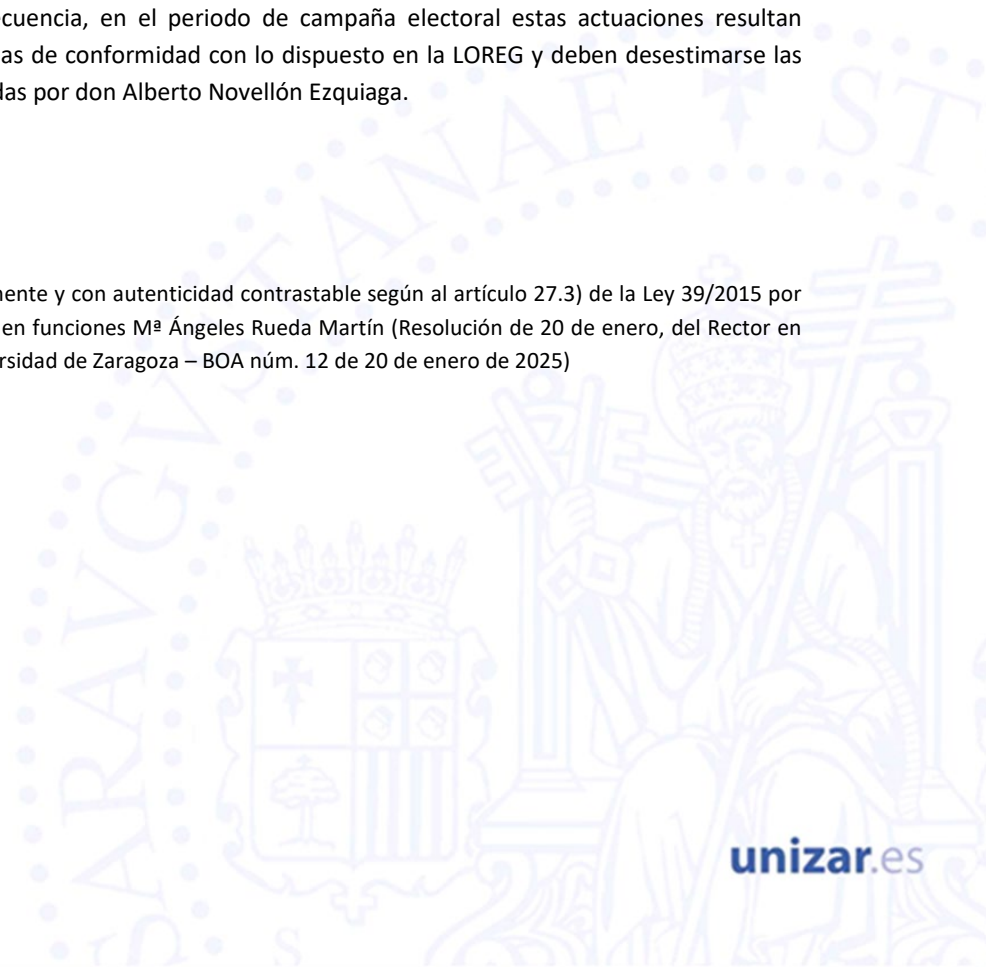 cuencia, en el periodo de campaña electoral estas actuaciones resultan
as de conformidad con lo dispuesto en la LOREG y deben desestimarse las
das por don Alberto Novellón Ezquiaga.
nente y con autenticidad contrastable según al artículo 27.3) de la Ley 39/2015 por
en funciones Mª Ángeles Rueda Martín (Resolución de 20 de enero, del Rector en
rsidad de Zaragoza – BOA núm. 12 de 20 de enero de 2025)
SARAVGVSTANAE ST
S
unizar.es